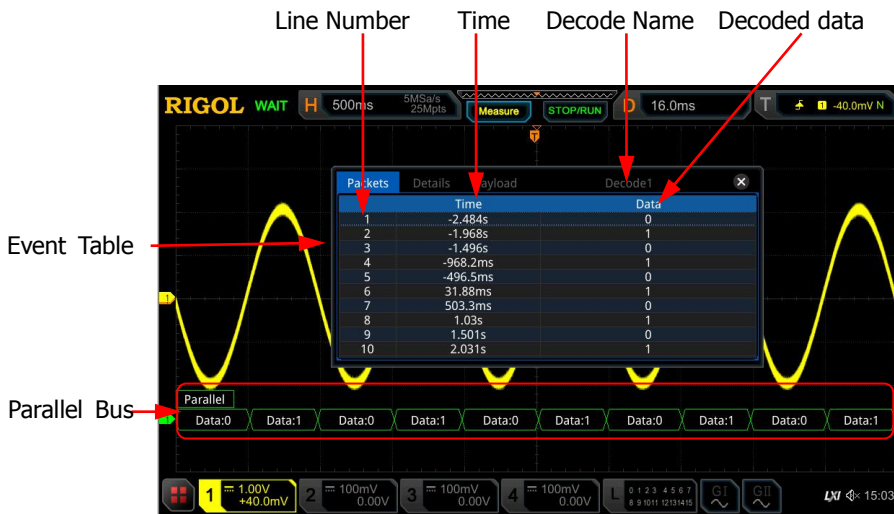 Line Number Time Decode Name Decoded data
RIGOL WAIT H 500ms 5MSa/s 25Mpts Measure STOP/RUN D 16.0ms T 1 -40.0mV N
T
Packets Details Payload Decode1
Time Data
1 -2.484s 0
2 -1.968s 1
3 -1.496s 0
4 -968.2ms 1
5 -496.5ms 0
6 31.88ms 1
7 503.3ms 0
8 1.03s 1
9 1.501s 0
10 2.031s 1
Event Table
1
Parallel Bus
Parallel
Data:0 Data:1 Data:0 Data:1 Data:0 Data:1 Data:0 Data:1 Data:0 Data:1
1 1.00V +40.0mV 2 100mV 0.00V 3 100mV 0.00V 4 100mV 0.00V L 0 1 2 3 4 5 6 7 8 9 10 11 12 13 14 15 GI GII LXI 15:03